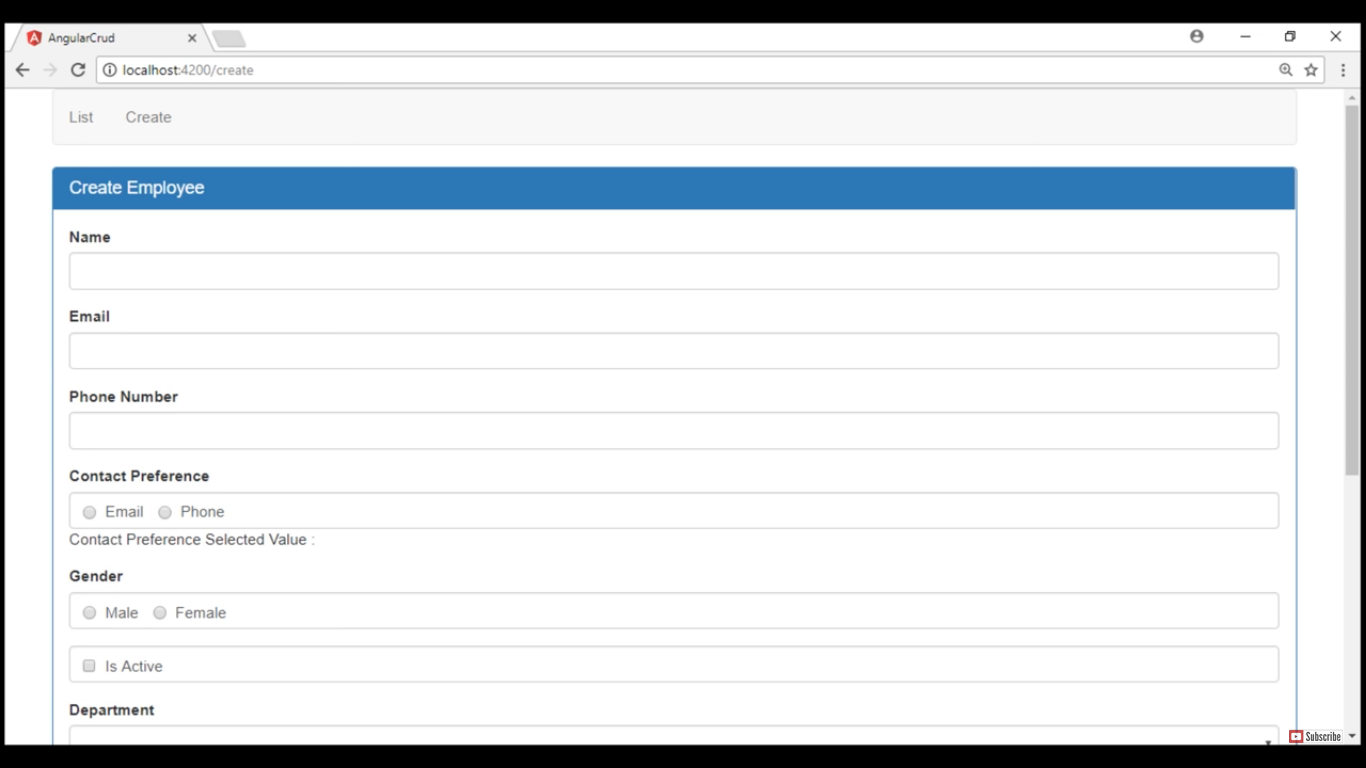 AngularCrud
localhost:4200/create
List Create
Create Employee
Name
Email
Phone Number
Contact Preference
Email Phone
Contact Preference Selected Value :
Gender
Male Female
Is Active
Department
Subscribe